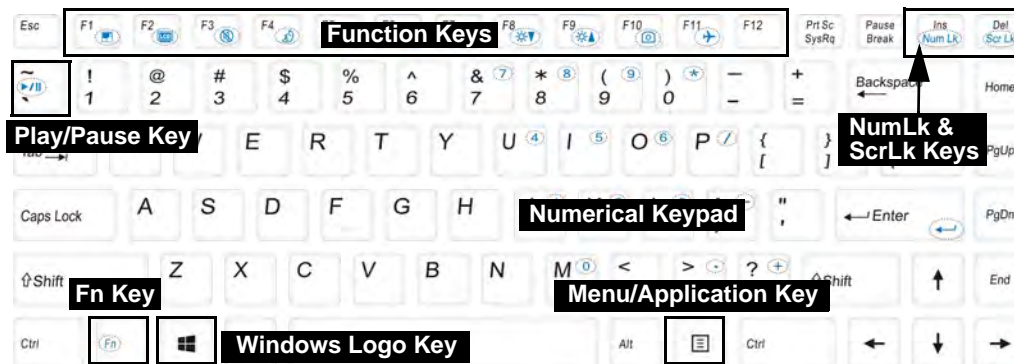 Esc F1 F2 F3 F4 Function Keys F8 F9 F10 F11 F12 Prt Sc SysRq Pause Break Ins Num Lk Del Scr Lk
~ ` ! 1 @ 2 # 3 $ 4 % 5 ^ 6 & 7 7 * 8 8 ( 9 9 ) 0 * _ - + = Backspace Home
Play/Pause Key E R T Y U 4 I 5 O 6 P / { [ } ] NumLk & ScrLk Keys PgUp
Caps Lock A S D F G H Numerical Keypad " ' Enter PgDn
Shift Fn Key Z X C V B N M 0 < > . ? + Menu/Application Key Shift End
Ctrl Fn Windows Logo Key Alt Ctrl